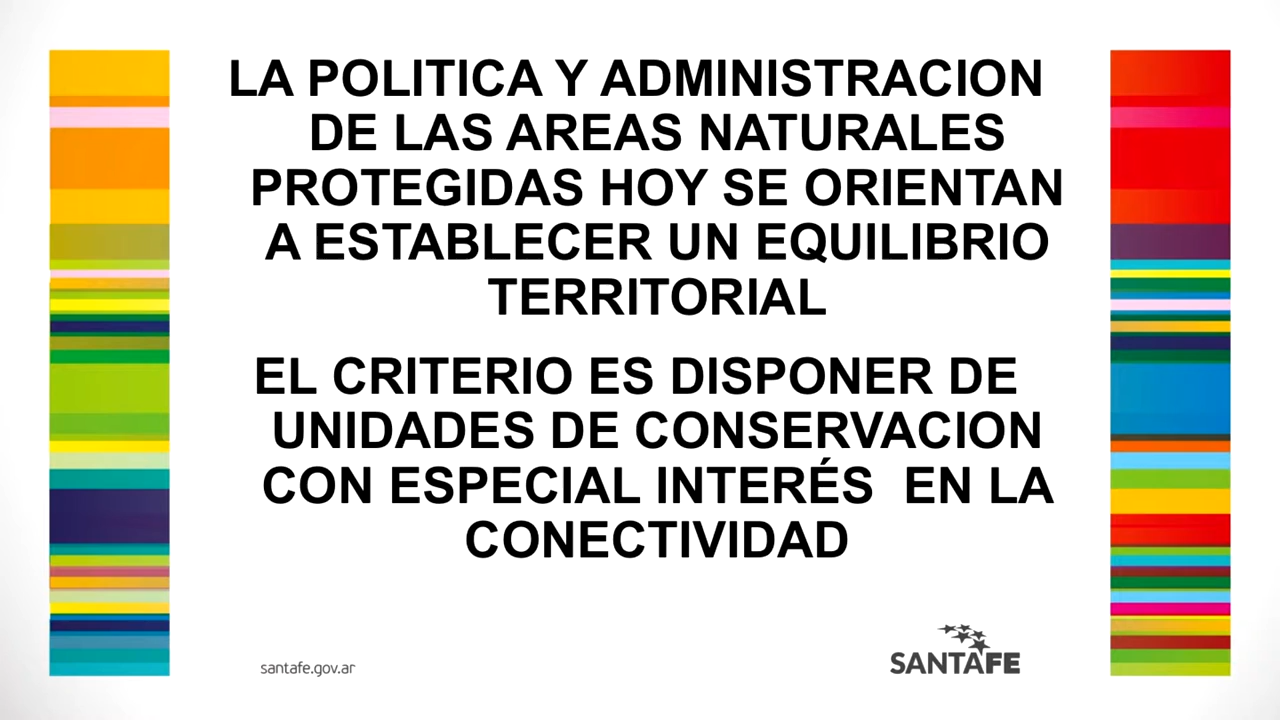 LA POLITICA Y ADMINISTRACION
DE LAS AREAS NATURALES
PROTEGIDAS HOY SE ORIENTAN
A ESTABLECER UN EQUILIBRIO
TERRITORIAL
EL CRITERIO ES DISPONER DE
UNIDADES DE CONSERVACION
CON ESPECIAL INTERÉS  EN LA
CONECTIVIDAD
santafe.gov.ar
SANTAFE